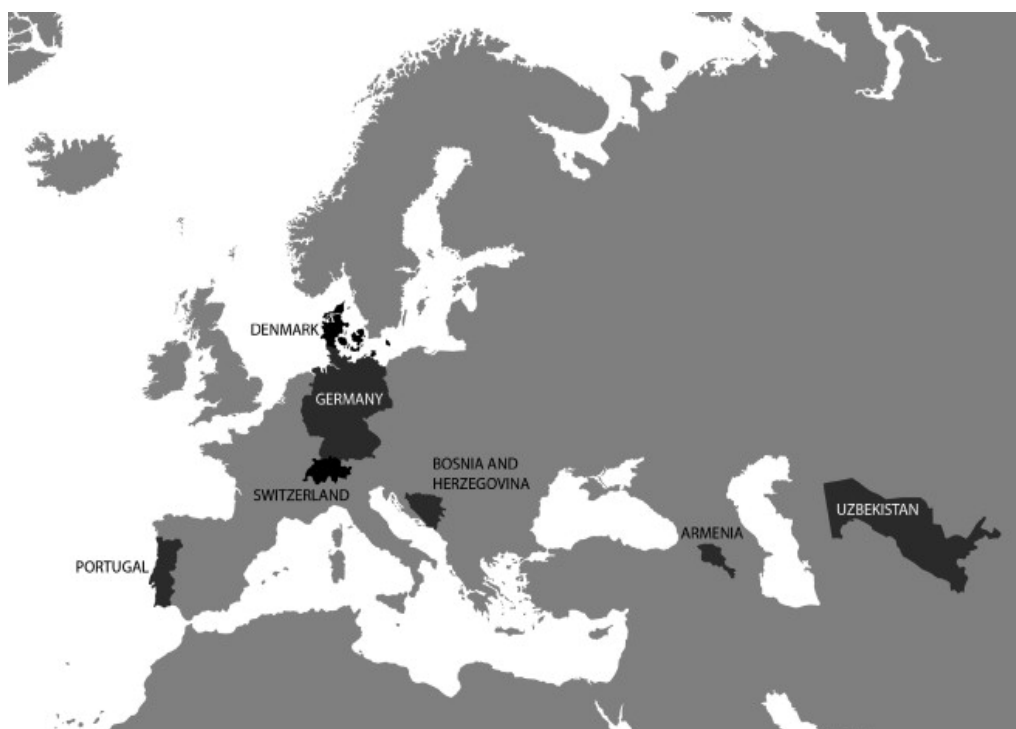 DENMARK
GERMANY
BOSNIA AND
HERZEGOVINA
SWITZERLAND
UZBEKISTAN
ARMENIA
PORTUGAL